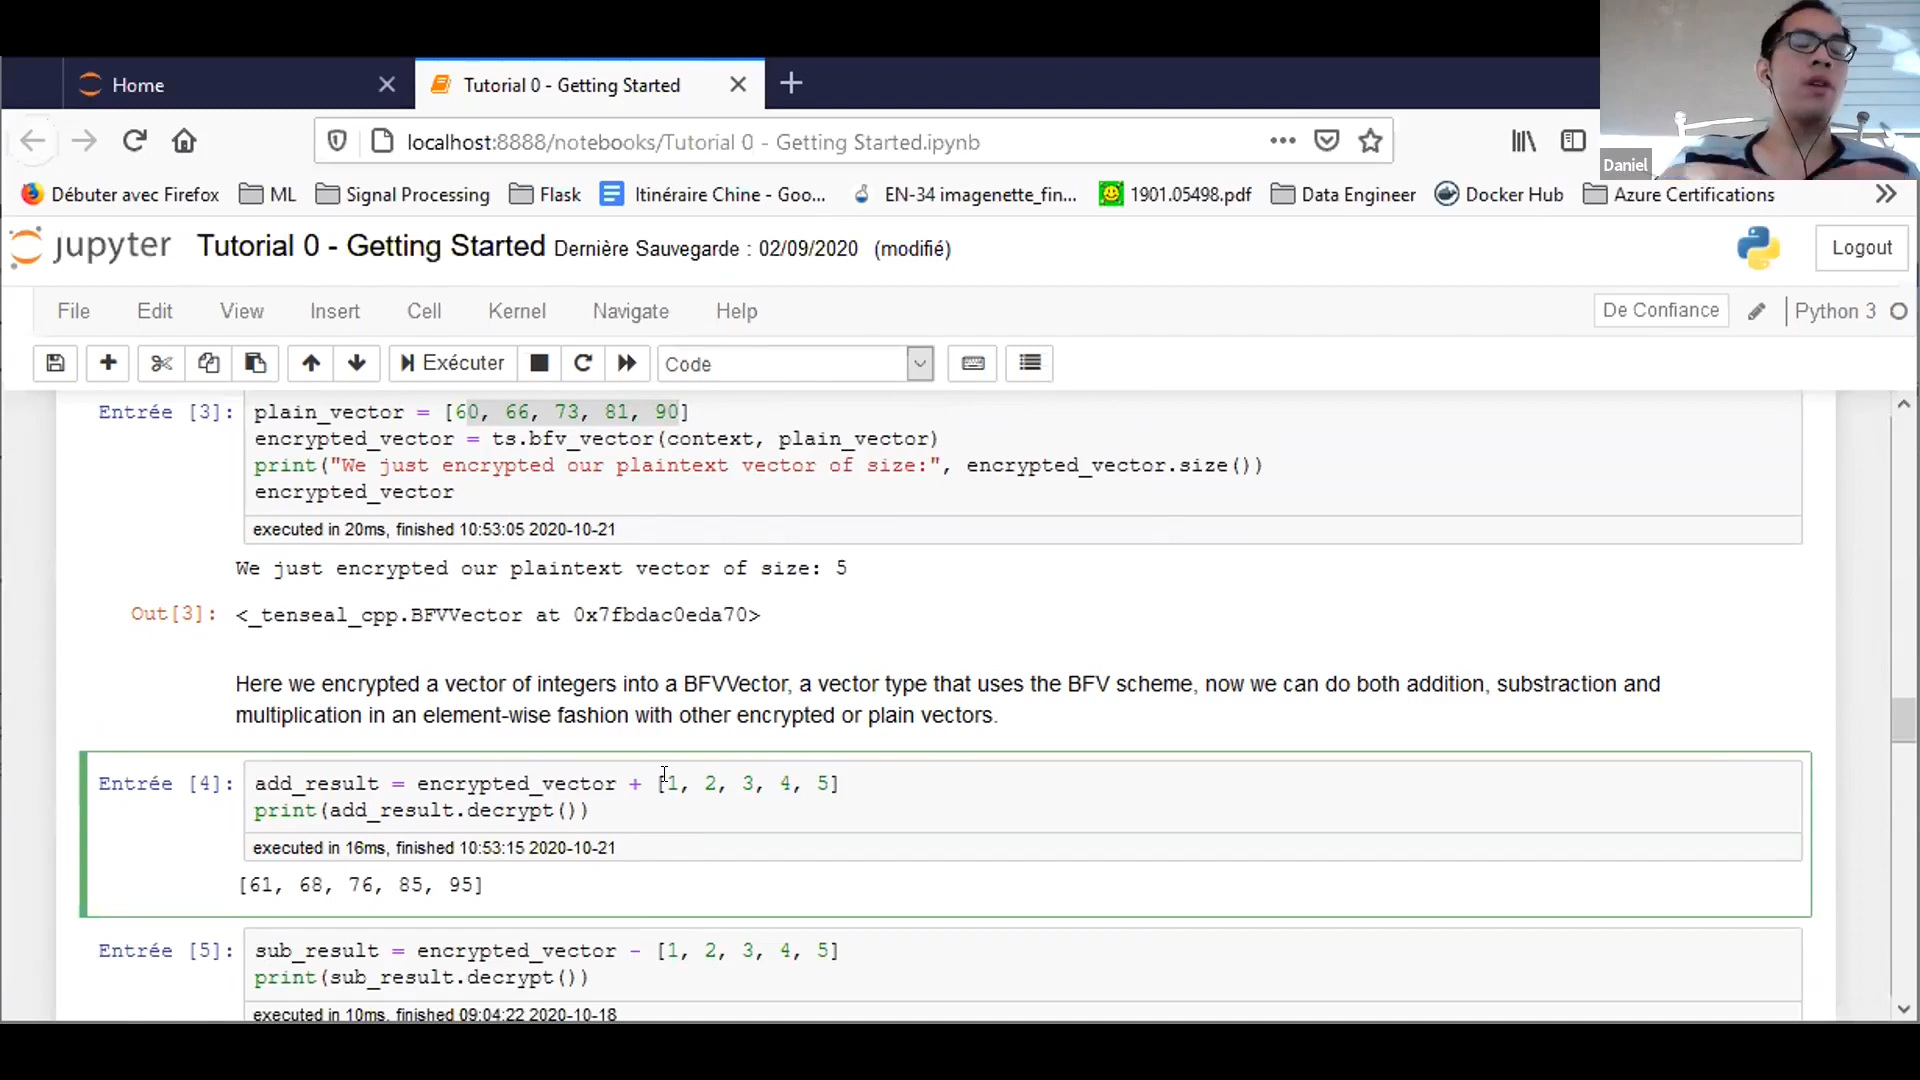 Home
Tutorial 0 - Getting Started
Daniel
localhost:8888/notebooks/Tutorial 0 - Getting Started.ipynb
Débuter avec Firefox ML Signal Processing Flask Itinéraire Chine - Goo... EN-34 imagenette_fin... 1901.05498.pdf Data Engineer Docker Hub Azure Certifications
jupyter Tutorial 0 - Getting Started Dernière Sauvegarde : 02/09/2020 (modifié) Logout
File Edit View Insert Cell Kernel Navigate Help De Confiance Python 3
Exécuter Code
Entrée [3]: plain_vector = [60, 66, 73, 81, 90]
encrypted_vector = ts.bfv_vector(context, plain_vector)
print("We just encrypted our plaintext vector of size:", encrypted_vector.size())
encrypted_vector
executed in 20ms, finished 10:53:05 2020-10-21
We just encrypted our plaintext vector of size: 5
Out[3]: <_tenseal_cpp.BFVVector at 0x7fbdac0eda70>
Here we encrypted a vector of integers into a BFVVector, a vector type that uses the BFV scheme, now we can do both addition, substraction and
multiplication in an element-wise fashion with other encrypted or plain vectors.
Entrée [4]: add_result = encrypted_vector + [1, 2, 3, 4, 5]
print(add_result.decrypt())
executed in 16ms, finished 10:53:15 2020-10-21
[61, 68, 76, 85, 95]
Entrée [5]: sub_result = encrypted_vector - [1, 2, 3, 4, 5]
print(sub_result.decrypt())
executed in 10ms, finished 09:04:22 2020-10-18